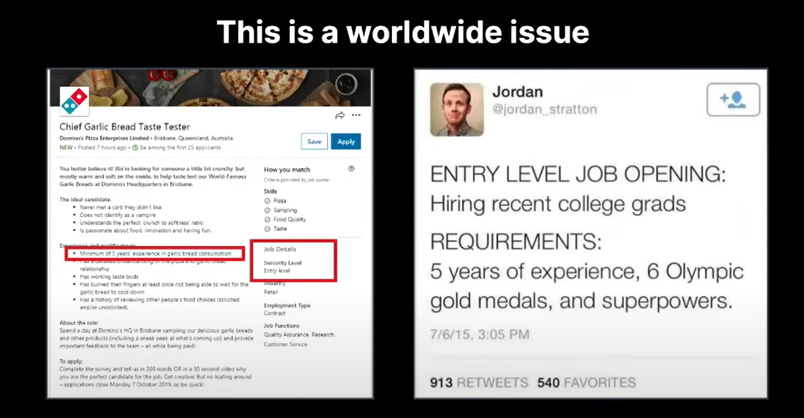 This is a worldwide issue
Chief Garlic Bread Taste Tester
Domino's Pizza Enterprises Limited • Brisbane, Queensland, Australia
NEW • Posted 7 hours ago • Be among the first 25 applicants
Save
Apply
You better believe it! We're looking for someone a little bit crunchy, but
mostly warm and soft on the inside, to help taste test our World-Famous
Garlic Breads at Domino's Headquarters in Brisbane.
The ideal candidate:
• Never met a carb they didn't like
• Does not identify as a vampire
• Understands the perfect 'crunch to softness' ratio
• Is passionate about food, innovation and having fun.
Experience and qualifications:
• Minimum of 5 years' experience in garlic bread consumption
• Has a detailed understanding of the pizza and garlic bread
relationship
• Has working taste buds
• Has burned their fingers at least once not being able to wait for the
garlic bread to cool down
• Has a history of reviewing other people's food choices (solicited
and/or unsolicited).
About the role:
Spend a day at Domino's HQ in Brisbane sampling our delicious garlic breads
and other products (including a sneak peek at what's coming up) and provide
important feedback to the team – all while being paid!
To apply:
Complete the survey and tell us in 200 words OR in a 30 second video why
you are the perfect candidate for the job. Get creative! But no loafing around
– applications close Monday 7 October 2019, so be quick!
How you match
Criteria provided by job poster
Skills
Pizza
Sampling
Food Quality
Taste
Job Details
Seniority Level
Entry level
Industry
Retail
Employment Type
Contract
Job Functions
Quality Assurance, Research,
Customer Service
Jordan
@jordan_stratton
ENTRY LEVEL JOB OPENING:
Hiring recent college grads
REQUIREMENTS:
5 years of experience, 6 Olympic
gold medals, and superpowers.
7/6/15, 3:05 PM
913 RETWEETS 540 FAVORITES